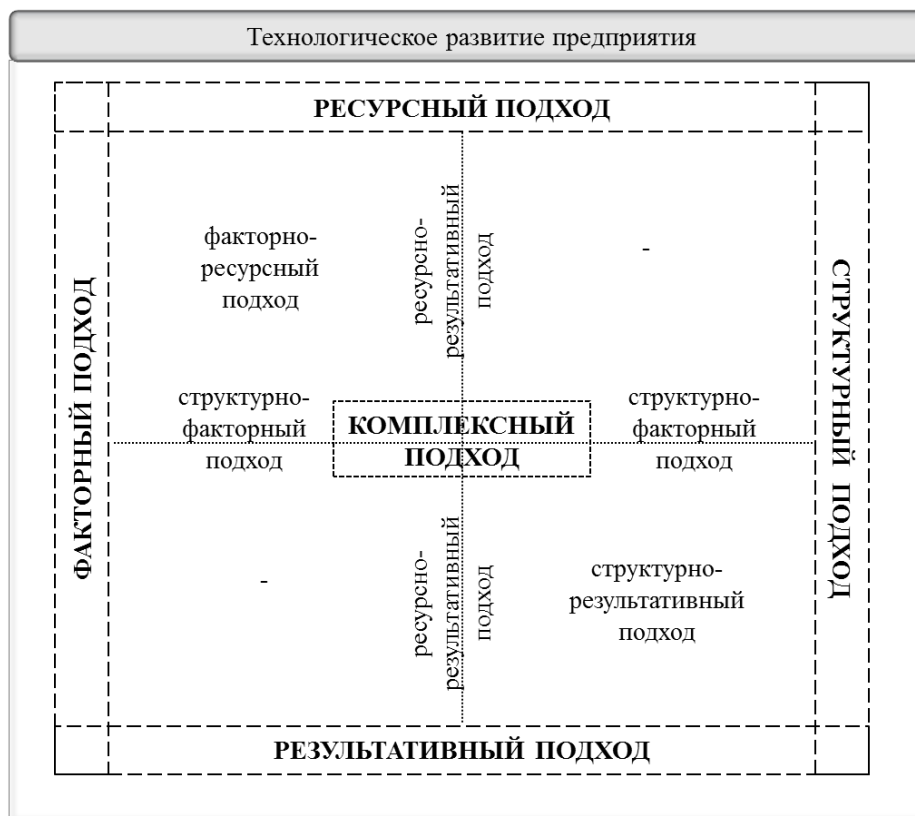 Технологическое развитие предприятия
РЕСУРСНЫЙ ПОДХОД
ФАКТОРНЫЙ ПОДХОД
факторно-
ресурсный
подход
ресурсно-
результативный
подход
-
СТРУКТУРНЫЙ ПОДХОД
структурно-
факторный
подход
КОМПЛЕКСНЫЙ
ПОДХОД
структурно-
факторный
подход
-
ресурсно-
результативный
подход
структурно-
результативный
подход
РЕЗУЛЬТАТИВНЫЙ ПОДХОД